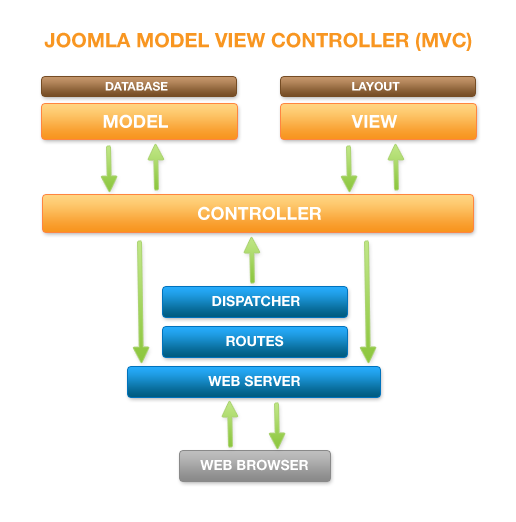 JOOMLA MODEL VIEW CONTROLLER (MVC)
DATABASE
LAYOUT
MODEL
VIEW
CONTROLLER
DISPATCHER
ROUTES
WEB SERVER
WEB BROWSER